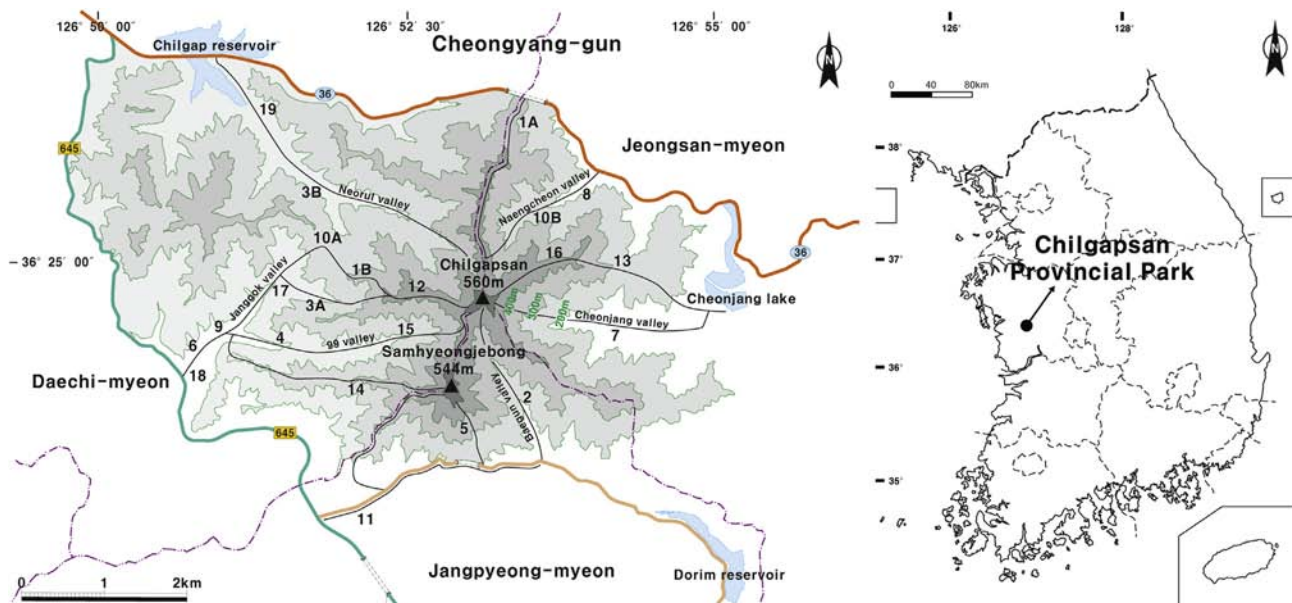 126° 50′ 00″
126° 52′ 30″
126° 55′ 00″
Chilgap reservoir
Cheongyang-gun
N
36
19
1A
645
Jeongsan-myeon
3B
Neorul valley
Naengcheon valley
8
10B
10A
36
36° 25′ 00″
Chilgapsan
560m
16
13
Janggok valley
1B
17
3A
12
400m
300m
200m
Cheonjang lake
Cheonjang valley
7
9
4
99 valley
15
6
18
Samhyeongjebong
544m
Daechi-myeon
14
2
Baegun valley
5
645
11
0 1 2km
Jangpyeong-myeon
Dorim reservoir
126°
128°
N
0 40 80km
38°
37°
Chilgapsan
Provincial Park
36°
35°